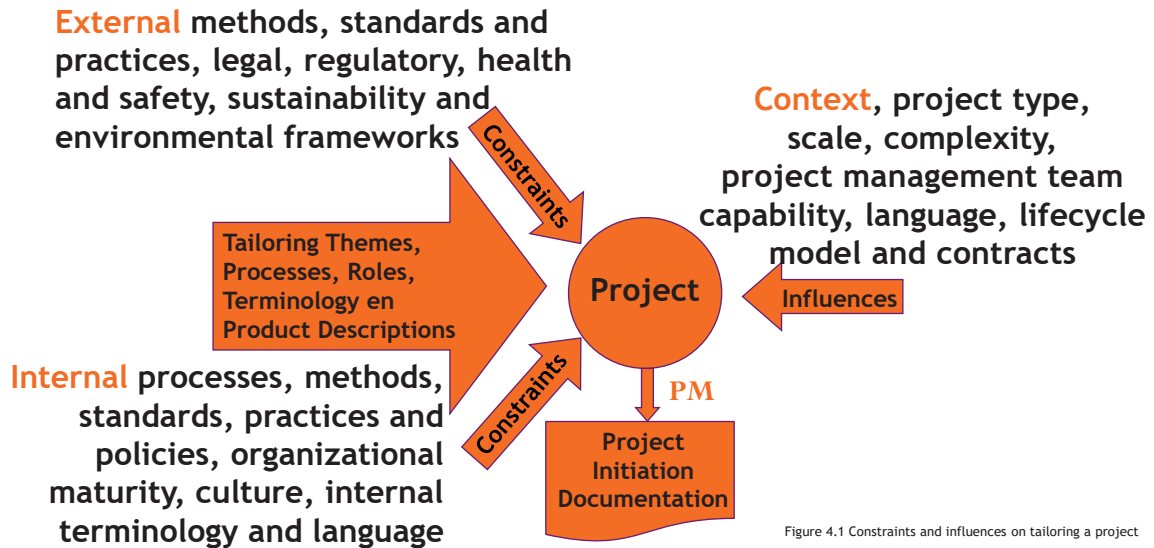 External methods, standards and
practices, legal, regulatory, health
and safety, sustainability and
environmental frameworks
Constraints
Context, project type,
scale, complexity,
project management team
capability, language, lifecycle
model and contracts
Tailoring Themes,
Processes, Roles,
Terminology en
Product Descriptions
Project
Influences
Internal processes, methods,
standards, practices and
policies, organizational
maturity, culture, internal
terminology and language
Constraints
PM
Project
Initiation
Documentation
Figure 4.1 Constraints and influences on tailoring a project